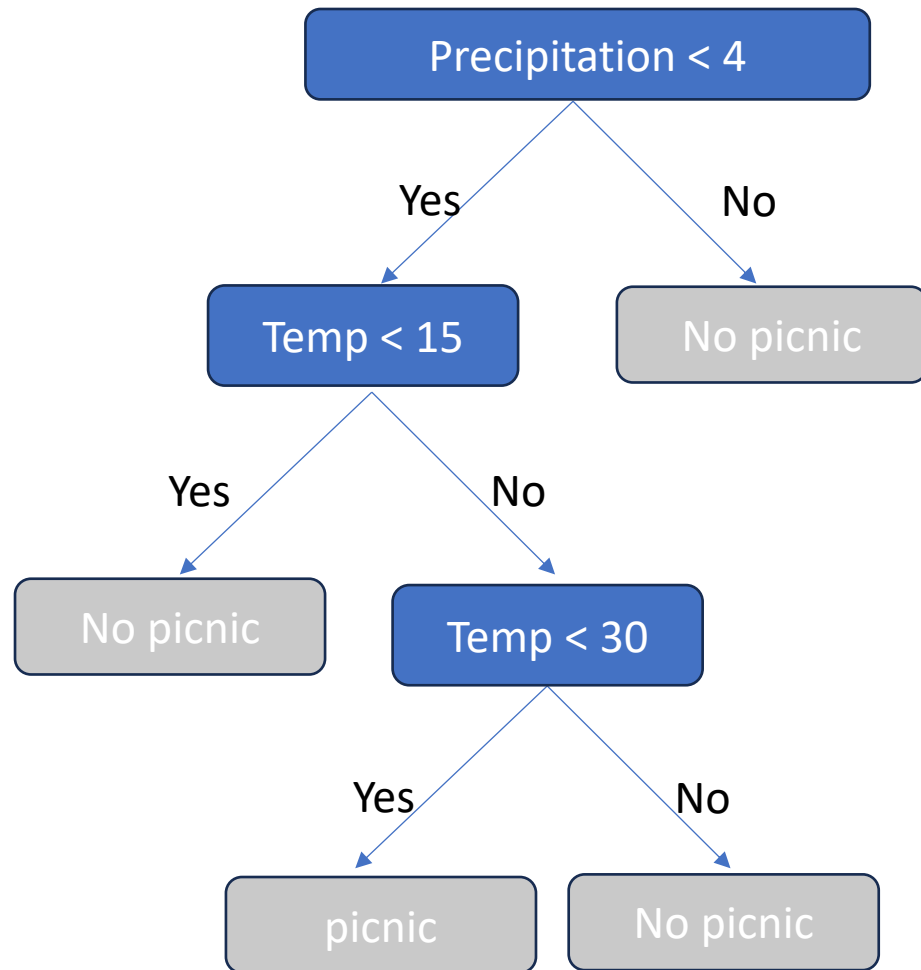 Precipitation < 4
Yes
No
Temp < 15
No picnic
Yes
No
No picnic
Temp < 30
Yes
No
picnic
No picnic